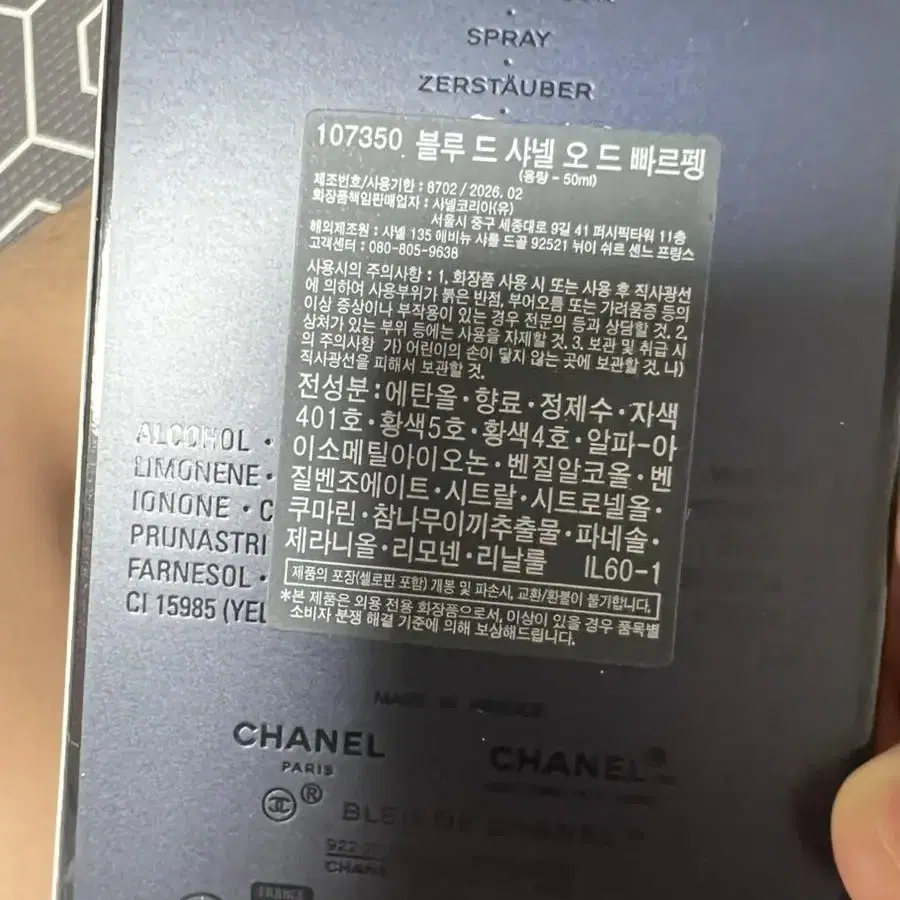 SPRAY
ZERSTÄUBER
107350 블루 드 샤넬 오 드 빠르펭
(용량 - 50ml)
제조번호/사용기한 : 8702 / 2026. 02
화장품책임판매업자 : 샤넬코리아(유)
서울시 중구 세종대로 9길 41 퍼시픽타워 11층
해외제조원 : 샤넬 135 애비뉴 샤를 드골 92521 뉘이 쉬르 센느 프랑스
고객센터 : 080-805-9638
사용시의 주의사항 : 1. 화장품 사용 시 또는 사용 후 직사광선
에 의하여 사용부위가 붉은 반점, 부어오름 또는 가려움증 등의
이상 증상이나 부작용이 있는 경우 전문의 등과 상담할 것. 2.
상처가 있는 부위 등에는 사용을 자제할 것. 3. 보관 및 취급 시
의 주의사항 가) 어린이의 손이 닿지 않는 곳에 보관할 것. 나)
직사광선을 피해서 보관할 것.
전성분 : 에탄올 · 향료 · 정제수 · 자색
401호 · 황색5호 · 황색4호 · 알파-아
이소메틸아이오논 · 벤질알코올 · 벤
질벤조에이트 · 시트랄 · 시트로넬올 ·
쿠마린 · 참나무이끼추출물 · 파네솔 ·
제라니올 · 리모넨 · 리날룰 IL60-1
제품의 포장(셀로판 포함) 개봉 및 파손시, 교환/환불이 불가합니다.
*본 제품은 외용 전용 화장품으로서, 이상이 있을 경우 품목별
소비자 분쟁 해결 기준에 의해 보상해드립니다.
ALCOHOL ·
LIMONENE ·
IONONE · C
PRUNASTRI
FARNESOL ·
CI 15985 (YEL
MADE IN FRANCE
CHANEL
PARIS
®
CHANEL®
BLEU DE CHANEL
FRANCE